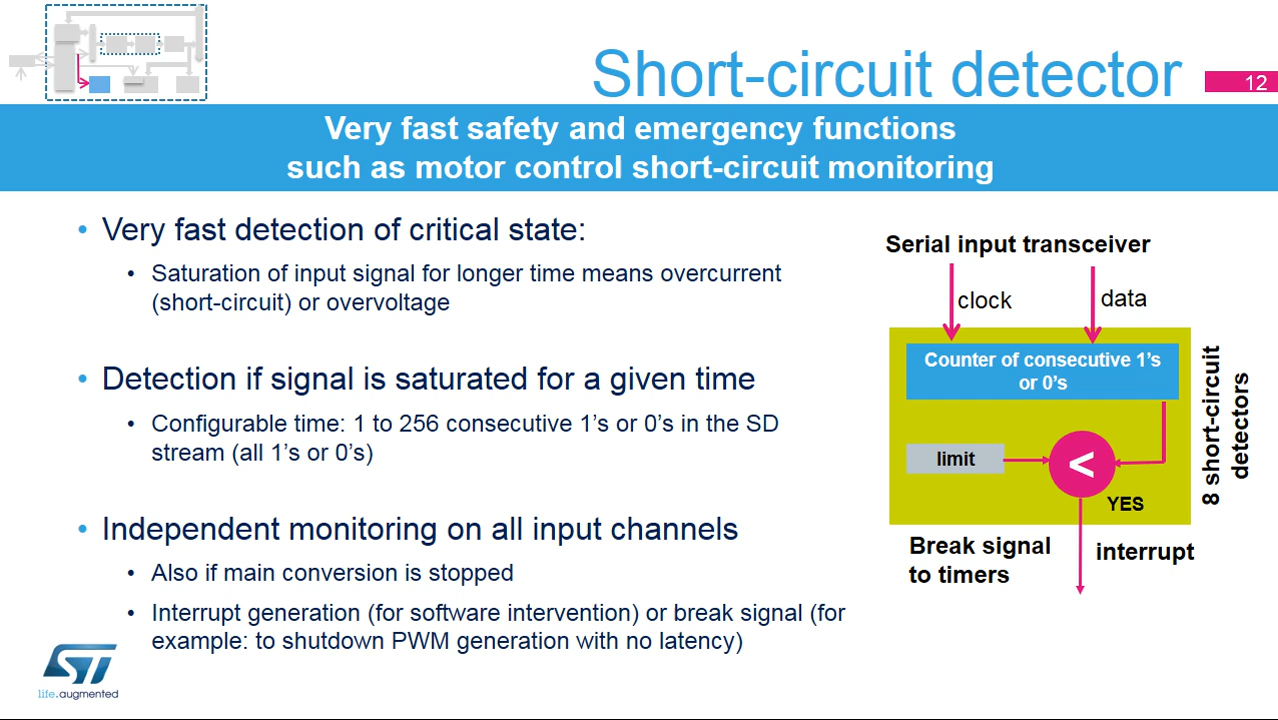 Short-circuit detector
12
Very fast safety and emergency functions
such as motor control short-circuit monitoring
• Very fast detection of critical state:
• Saturation of input signal for longer time means overcurrent
(short-circuit) or overvoltage
• Detection if signal is saturated for a given time
• Configurable time: 1 to 256 consecutive 1's or 0's in the SD
stream (all 1's or 0's)
• Independent monitoring on all input channels
• Also if main conversion is stopped
• Interrupt generation (for software intervention) or break signal (for
example: to shutdown PWM generation with no latency)
Serial input transceiver
clock
data
Counter of consecutive 1's
or 0's
limit
<
YES
8 short-circuit
detectors
Break signal
to timers
interrupt
ST
life.augmented